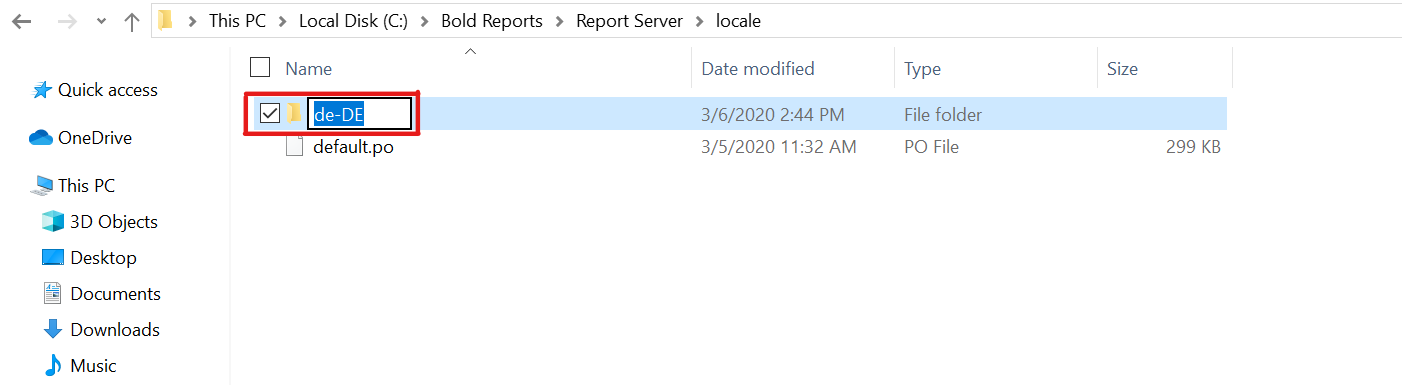 This PC > Local Disk (C:) > Bold Reports > Report Server > locale
Name Date modified Type Size
Quick access
de-DE 3/6/2020 2:44 PM File folder
OneDrive
default.po 3/5/2020 11:32 AM PO File 299 KB
This PC
3D Objects
Desktop
Documents
Downloads
Music